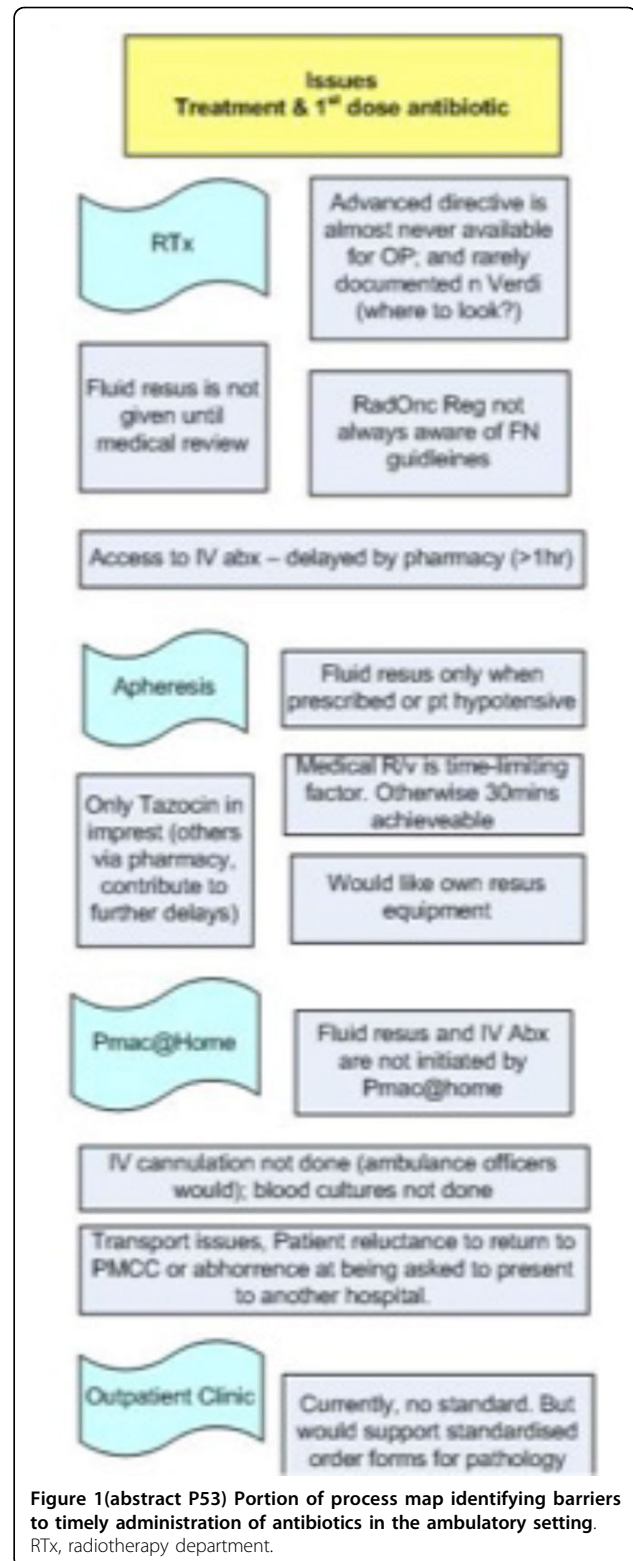 Issues
Treatment & 1st dose antibiotic
RTx
Advanced directive is
almost never available
for OP; and rarely
documented n Verdi
(where to look?)
Fluid resus is not
given until
medical review
RadOnc Reg not
always aware of FN
guidleines
Access to IV abx – delayed by pharmacy (>1hr)
Apheresis
Fluid resus only when
prescribed or pt hypotensive
Only Tazocin in
imprest (others
via pharmacy,
contribute to
further delays)
Medical R/v is time-limiting
factor. Otherwise 30mins
achieveable
Would like own resus
equipment
Pmac@Home
Fluid resus and IV Abx
are not initiated by
Pmac@home
IV cannulation not done (ambulance officers
would); blood cultures not done
Transport issues, Patient reluctance to return to
PMCC or abhorrence at being asked to present
to another hospital.
Outpatient Clinic
Currently, no standard. But
would support standardised
order forms for pathology
Figure 1(abstract P53) Portion of process map identifying barriers
to timely administration of antibiotics in the ambulatory setting.
RTx, radiotherapy department.